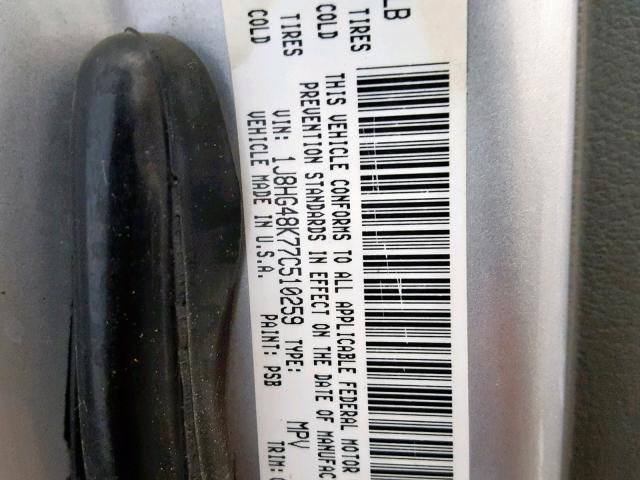 LB
TIRES
COLD
TIRES
COLD
THIS VEHICLE CONFORMS TO ALL APPLICABLE FEDERAL MOTOR
PREVENTION STANDARDS IN EFFECT ON THE DATE OF MANUFAC
VIN: 1J8HG48K77C510259 TYPE: MPV
VEHICLE MADE IN U.S.A. PAINT: PSB TRIM: